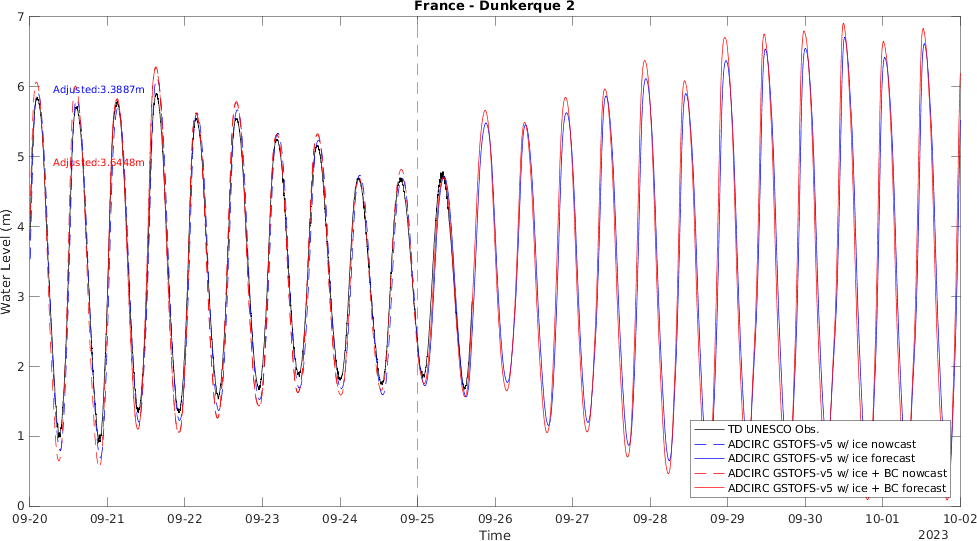 France - Dunkerque 2
7
6
5
4
3
2
1
0
Water Level (m)
Adjusted:3.3887m
Adjusted:3.6448m
TD UNESCO Obs.
ADCIRC GSTOFS-v5 w/ ice nowcast
ADCIRC GSTOFS-v5 w/ ice forecast
ADCIRC GSTOFS-v5 w/ ice + BC nowcast
ADCIRC GSTOFS-v5 w/ ice + BC forecast
09-20 09-21 09-22 09-23 09-24 09-25 09-26 09-27 09-28 09-29 09-30 10-01 10-02
Time
2023